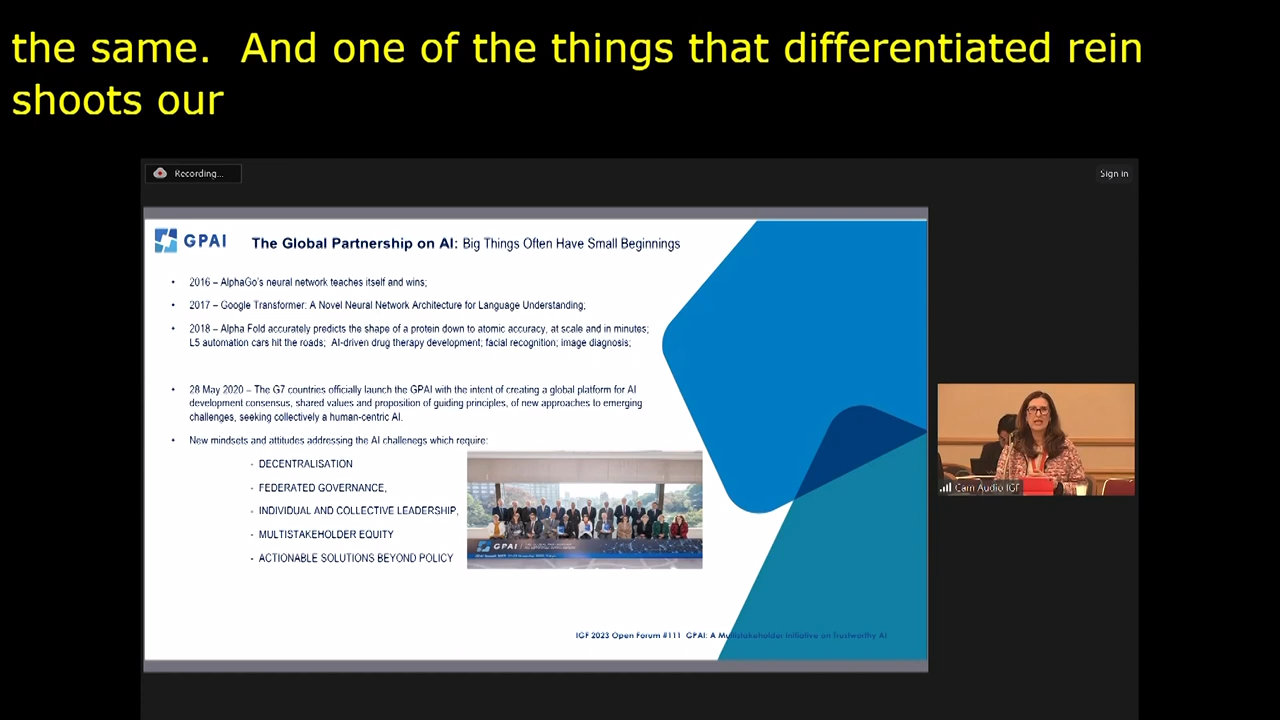 the same.  And one of the things that differentiated rein
shoots our
Recording...
Sign in
GPAI
The Global Partnership on AI: Big Things Often Have Small Beginnings
• 2016 – AlphaGo's neural network teaches itself and wins;
• 2017 – Google Transformer: A Novel Neural Network Architecture for Language Understanding;
• 2018 – Alpha Fold accurately predicts the shape of a protein down to atomic accuracy, at scale and in minutes;
L5 automation cars hit the roads;  AI-driven drug therapy development; facial recognition; image diagnosis;
• 28 May 2020 – The G7 countries officially launch the GPAI with the intent of creating a global platform for AI
development consensus, shared values and proposition of guiding principles, of new approaches to emerging
challenges, seeking collectively a human-centric AI.
• New mindsets and attitudes addressing the AI challenegs which require:
- DECENTRALISATION
- FEDERATED GOVERNANCE,
- INDIVIDUAL AND COLLECTIVE LEADERSHIP,
- MULTISTAKEHOLDER EQUITY
- ACTIONABLE SOLUTIONS BEYOND POLICY
GPAI
Cam Audio IGF
IGF 2023 Open Forum #111  GPAI: A Multistakeholder Initiative on Trustworthy AI